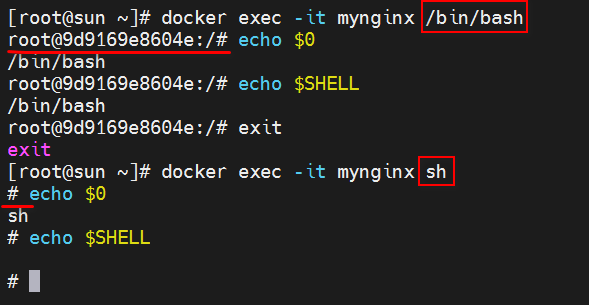 [root@sun ~]# docker exec -it mynginx /bin/bash
root@9d9169e8604e:/# echo $0
/bin/bash
root@9d9169e8604e:/# echo $SHELL
/bin/bash
root@9d9169e8604e:/# exit
exit
[root@sun ~]# docker exec -it mynginx sh
# echo $0
sh
# echo $SHELL
#